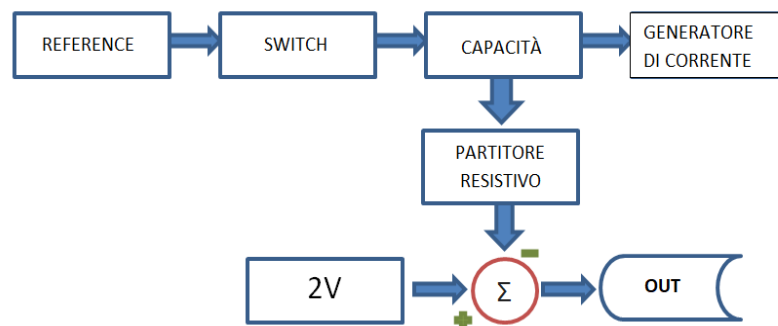 REFERENCE
SWITCH
CAPACITÀ
GENERATORE
DI CORRENTE
PARTITORE
RESISTIVO
2V
Σ
OUT